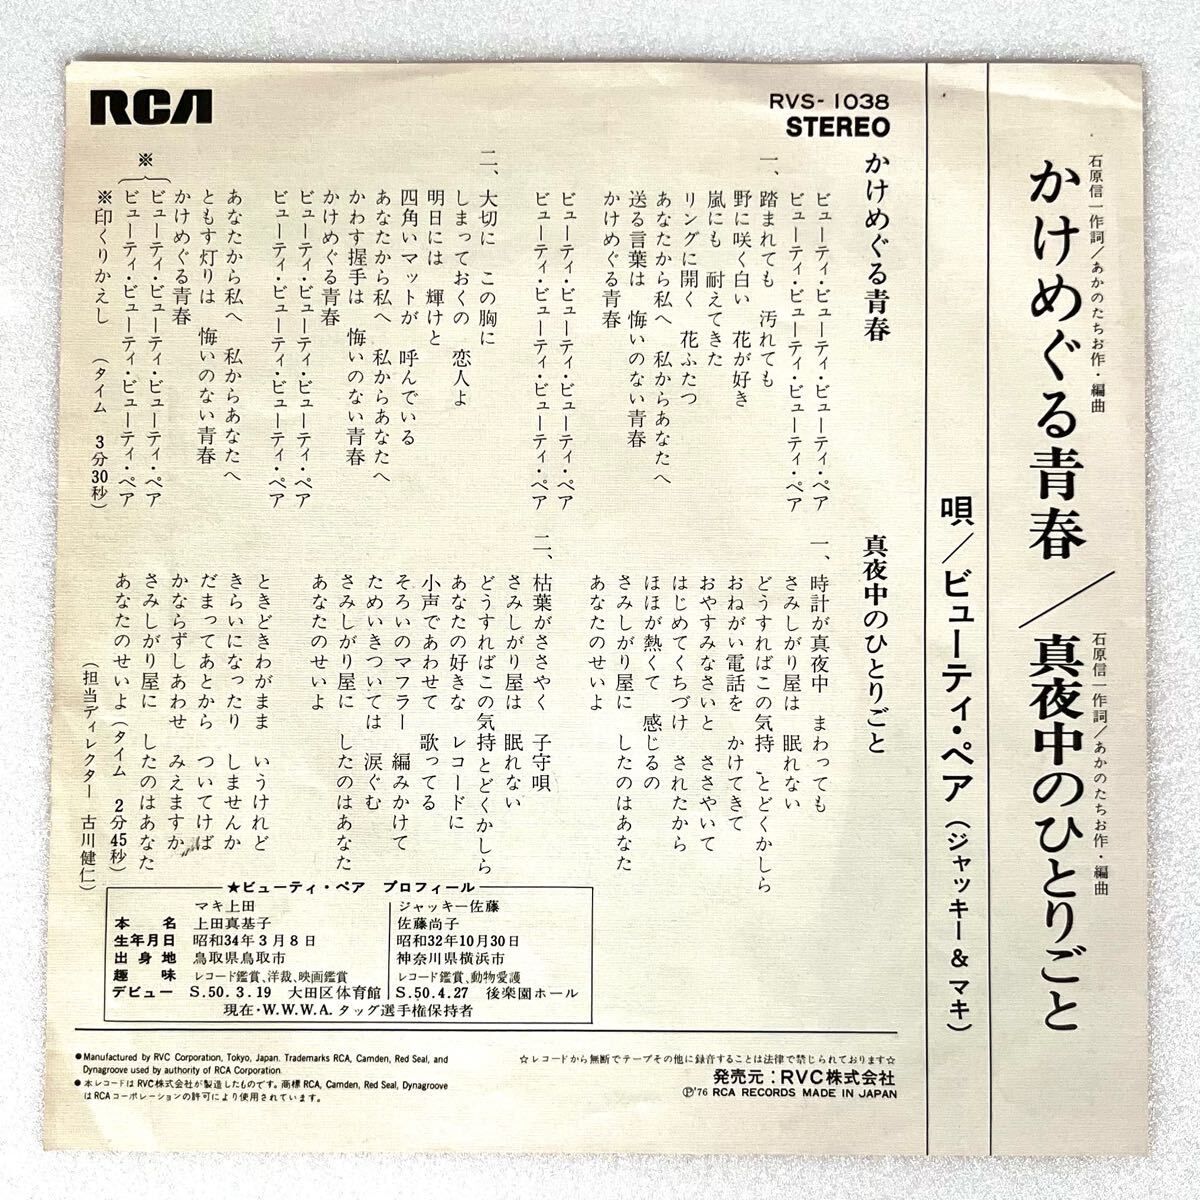 石原信一作詞／あかのたちお作・編曲
かけめぐる青春／真夜中のひとりごと
石原信一作詞／あかのたちお作・編曲
唄／ビューティ・ペア（ジャッキー&マキ）
RCA
RVS-1038
STEREO
かけめぐる青春
ビューティ・ビューティ・ビューティ・ペア
ビューティ・ビューティ・ビューティ・ペア
一、踏まれても　汚れても
野に咲く白い　花が好き
嵐にも　耐えてきた
リングに開く　花ふたつ
あなたから私へ　私からあなたへ
送る言葉は　悔いのない青春
かけめぐる青春
ビューティ・ビューティ・ビューティ・ペア
ビューティ・ビューティ・ビューティ・ペア
二、大切に　この胸に
しまっておくの　恋人よ
明日には　輝けと
四角いマットが　呼んでいる
あなたから私へ　私からあなたへ
かわす握手は　悔いのない青春
かけめぐる青春
ビューティ・ビューティ・ビューティ・ペア
ビューティ・ビューティ・ビューティ・ペア
あなたから私へ　私からあなたへ
ともす灯りは　悔いのない青春
かけめぐる青春
※
ビューティ・ビューティ・ビューティ・ペア
ビューティ・ビューティ・ビューティ・ペア
※印くりかえし　（タイム　3分30秒）
真夜中のひとりごと
一、時計が真夜中　まわっても
さみしがり屋は　眠れない
どうすればこの気持　とどくかしら
おねがい電話を　かけてきて
おやすみなさいと　ささやいて
はじめてくちづけ　されたから
ほほが熱くて　感じるの
さみしがり屋に　したのはあなた
あなたのせいよ
二、枯葉がささやく　子守唄
さみしがり屋は　眠れない
どうすればこの気持　とどくかしら
あなたの好きな　レコードに
小声であわせて　歌ってる
そろいのマフラー　編みかけて
ためいきついては　涙ぐむ
さみしがり屋に　したのはあなた
あなたのせいよ
ときどきわがまま　いうけれど
きらいになったり　しませんか
だまってあとから　ついてけば
かならずしあわせ　みえますか
さみしがり屋に　したのはあなた
あなたのせいよ（タイム　2分45秒）
（担当ディレクター　古川健仁）
★ビューティ・ペア　プロフィール
マキ上田　ジャッキー佐藤
本名　上田真基子　佐藤尚子
生年月日　昭和34年3月8日　昭和32年10月30日
出身地　鳥取県鳥取市　神奈川県横浜市
趣味　レコード鑑賞、洋裁、映画鑑賞　レコード鑑賞、動物愛護
デビュー　S.50.3.19　大田区体育館　S.50.4.27　後楽園ホール
現在・W.W.W.A.タッグ選手権保持者
●Manufactured by RVC Corporation, Tokyo, Japan. Trademarks RCA, Camden, Red Seal, and
Dynagroove used by authority of RCA Corporation.
●本レコードはRVC株式会社が製造したものです。商標RCA, Camden, Red Seal, Dynagroove
はRCAコーポレーションの許可により使用されています。
☆レコードから無断でテープその他に録音することは法律で禁じられております☆
発売元：RVC株式会社
Ⓟ'76 RCA RECORDS MADE IN JAPAN